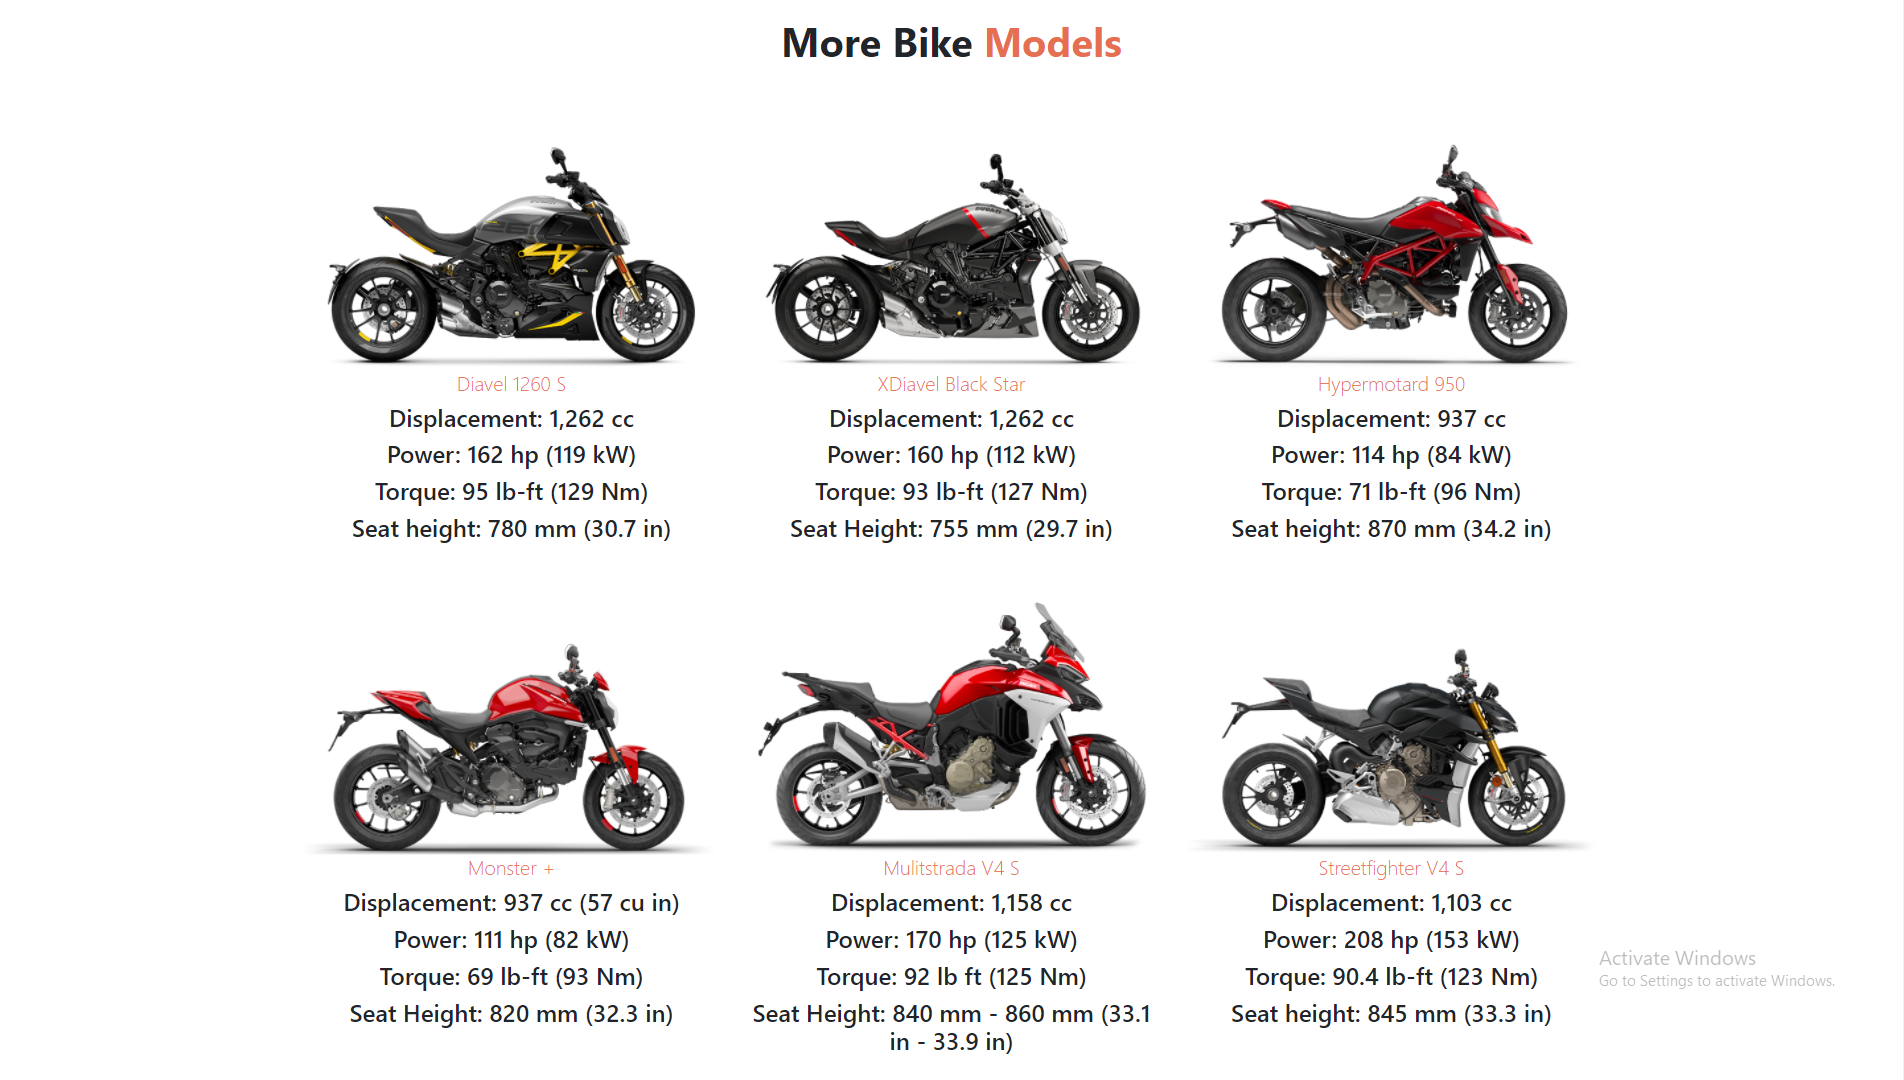 More Bike Models
Diavel 1260 S
Displacement: 1,262 cc
Power: 162 hp (119 kW)
Torque: 95 lb-ft (129 Nm)
Seat height: 780 mm (30.7 in)
XDiavel Black Star
Displacement: 1,262 cc
Power: 160 hp (112 kW)
Torque: 93 lb-ft (127 Nm)
Seat Height: 755 mm (29.7 in)
Hypermotard 950
Displacement: 937 cc
Power: 114 hp (84 kW)
Torque: 71 lb-ft (96 Nm)
Seat height: 870 mm (34.2 in)
Monster +
Displacement: 937 cc (57 cu in)
Power: 111 hp (82 kW)
Torque: 69 lb-ft (93 Nm)
Seat Height: 820 mm (32.3 in)
Mulitstrada V4 S
Displacement: 1,158 cc
Power: 170 hp (125 kW)
Torque: 92 lb ft (125 Nm)
Seat Height: 840 mm - 860 mm (33.1
in - 33.9 in)
Streetfighter V4 S
Displacement: 1,103 cc
Power: 208 hp (153 kW)
Torque: 90.4 lb-ft (123 Nm)
Seat height: 845 mm (33.3 in)
Activate Windows
Go to Settings to activate Windows.